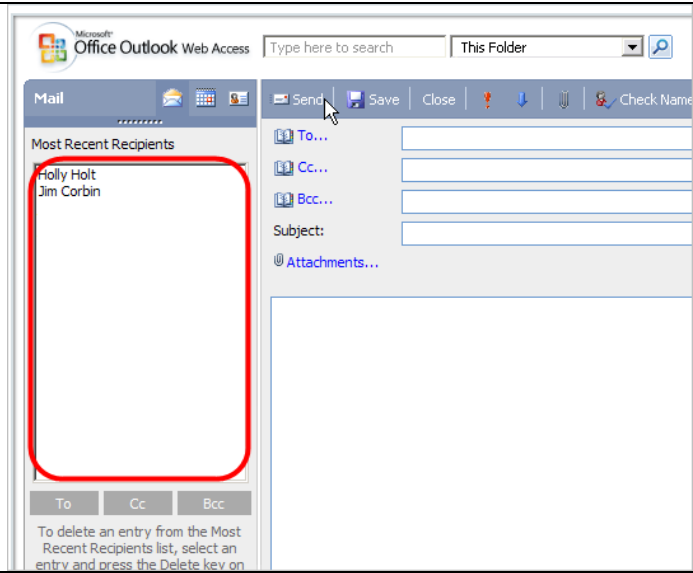 Microsoft
Office Outlook Web Access
Type here to search
This Folder
Mail
Send
Save
Close
Check Name
Most Recent Recipients
Holly Holt
Jim Corbin
To...
Cc...
Bcc...
Subject:
Attachments...
To
Cc
Bcc
To delete an entry from the Most
Recent Recipients list, select an
entry and press the Delete key on